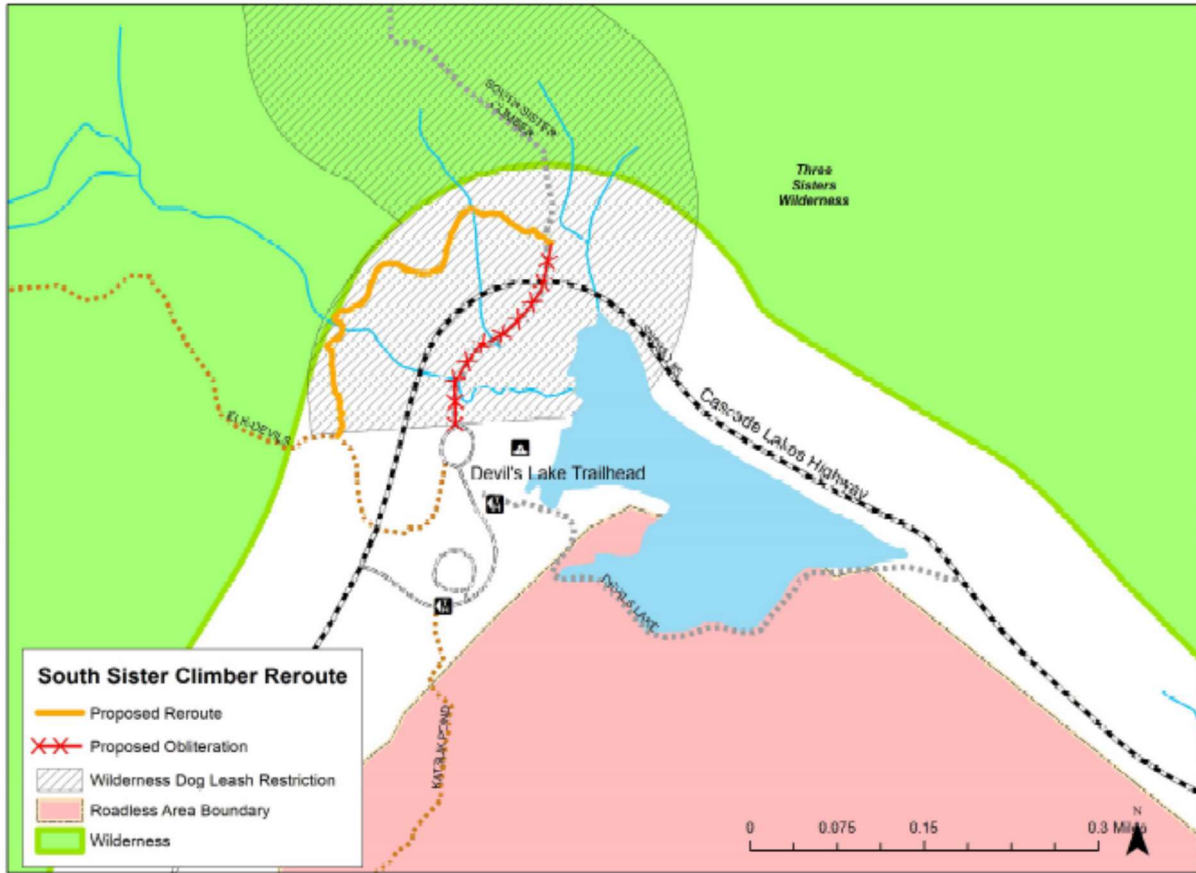 SOUTH SISTER
CLIMBER
Three
Sisters
Wilderness
ELK-DEVILS
Cascade Lakes Highway
Devil's Lake Trailhead
DEVILS LAKE
South Sister Climber Reroute
Proposed Reroute
Proposed Obliteration
Wilderness Dog Leash Restriction
Roadless Area Boundary
Wilderness
0 0.075 0.15 0.3 Miles
N